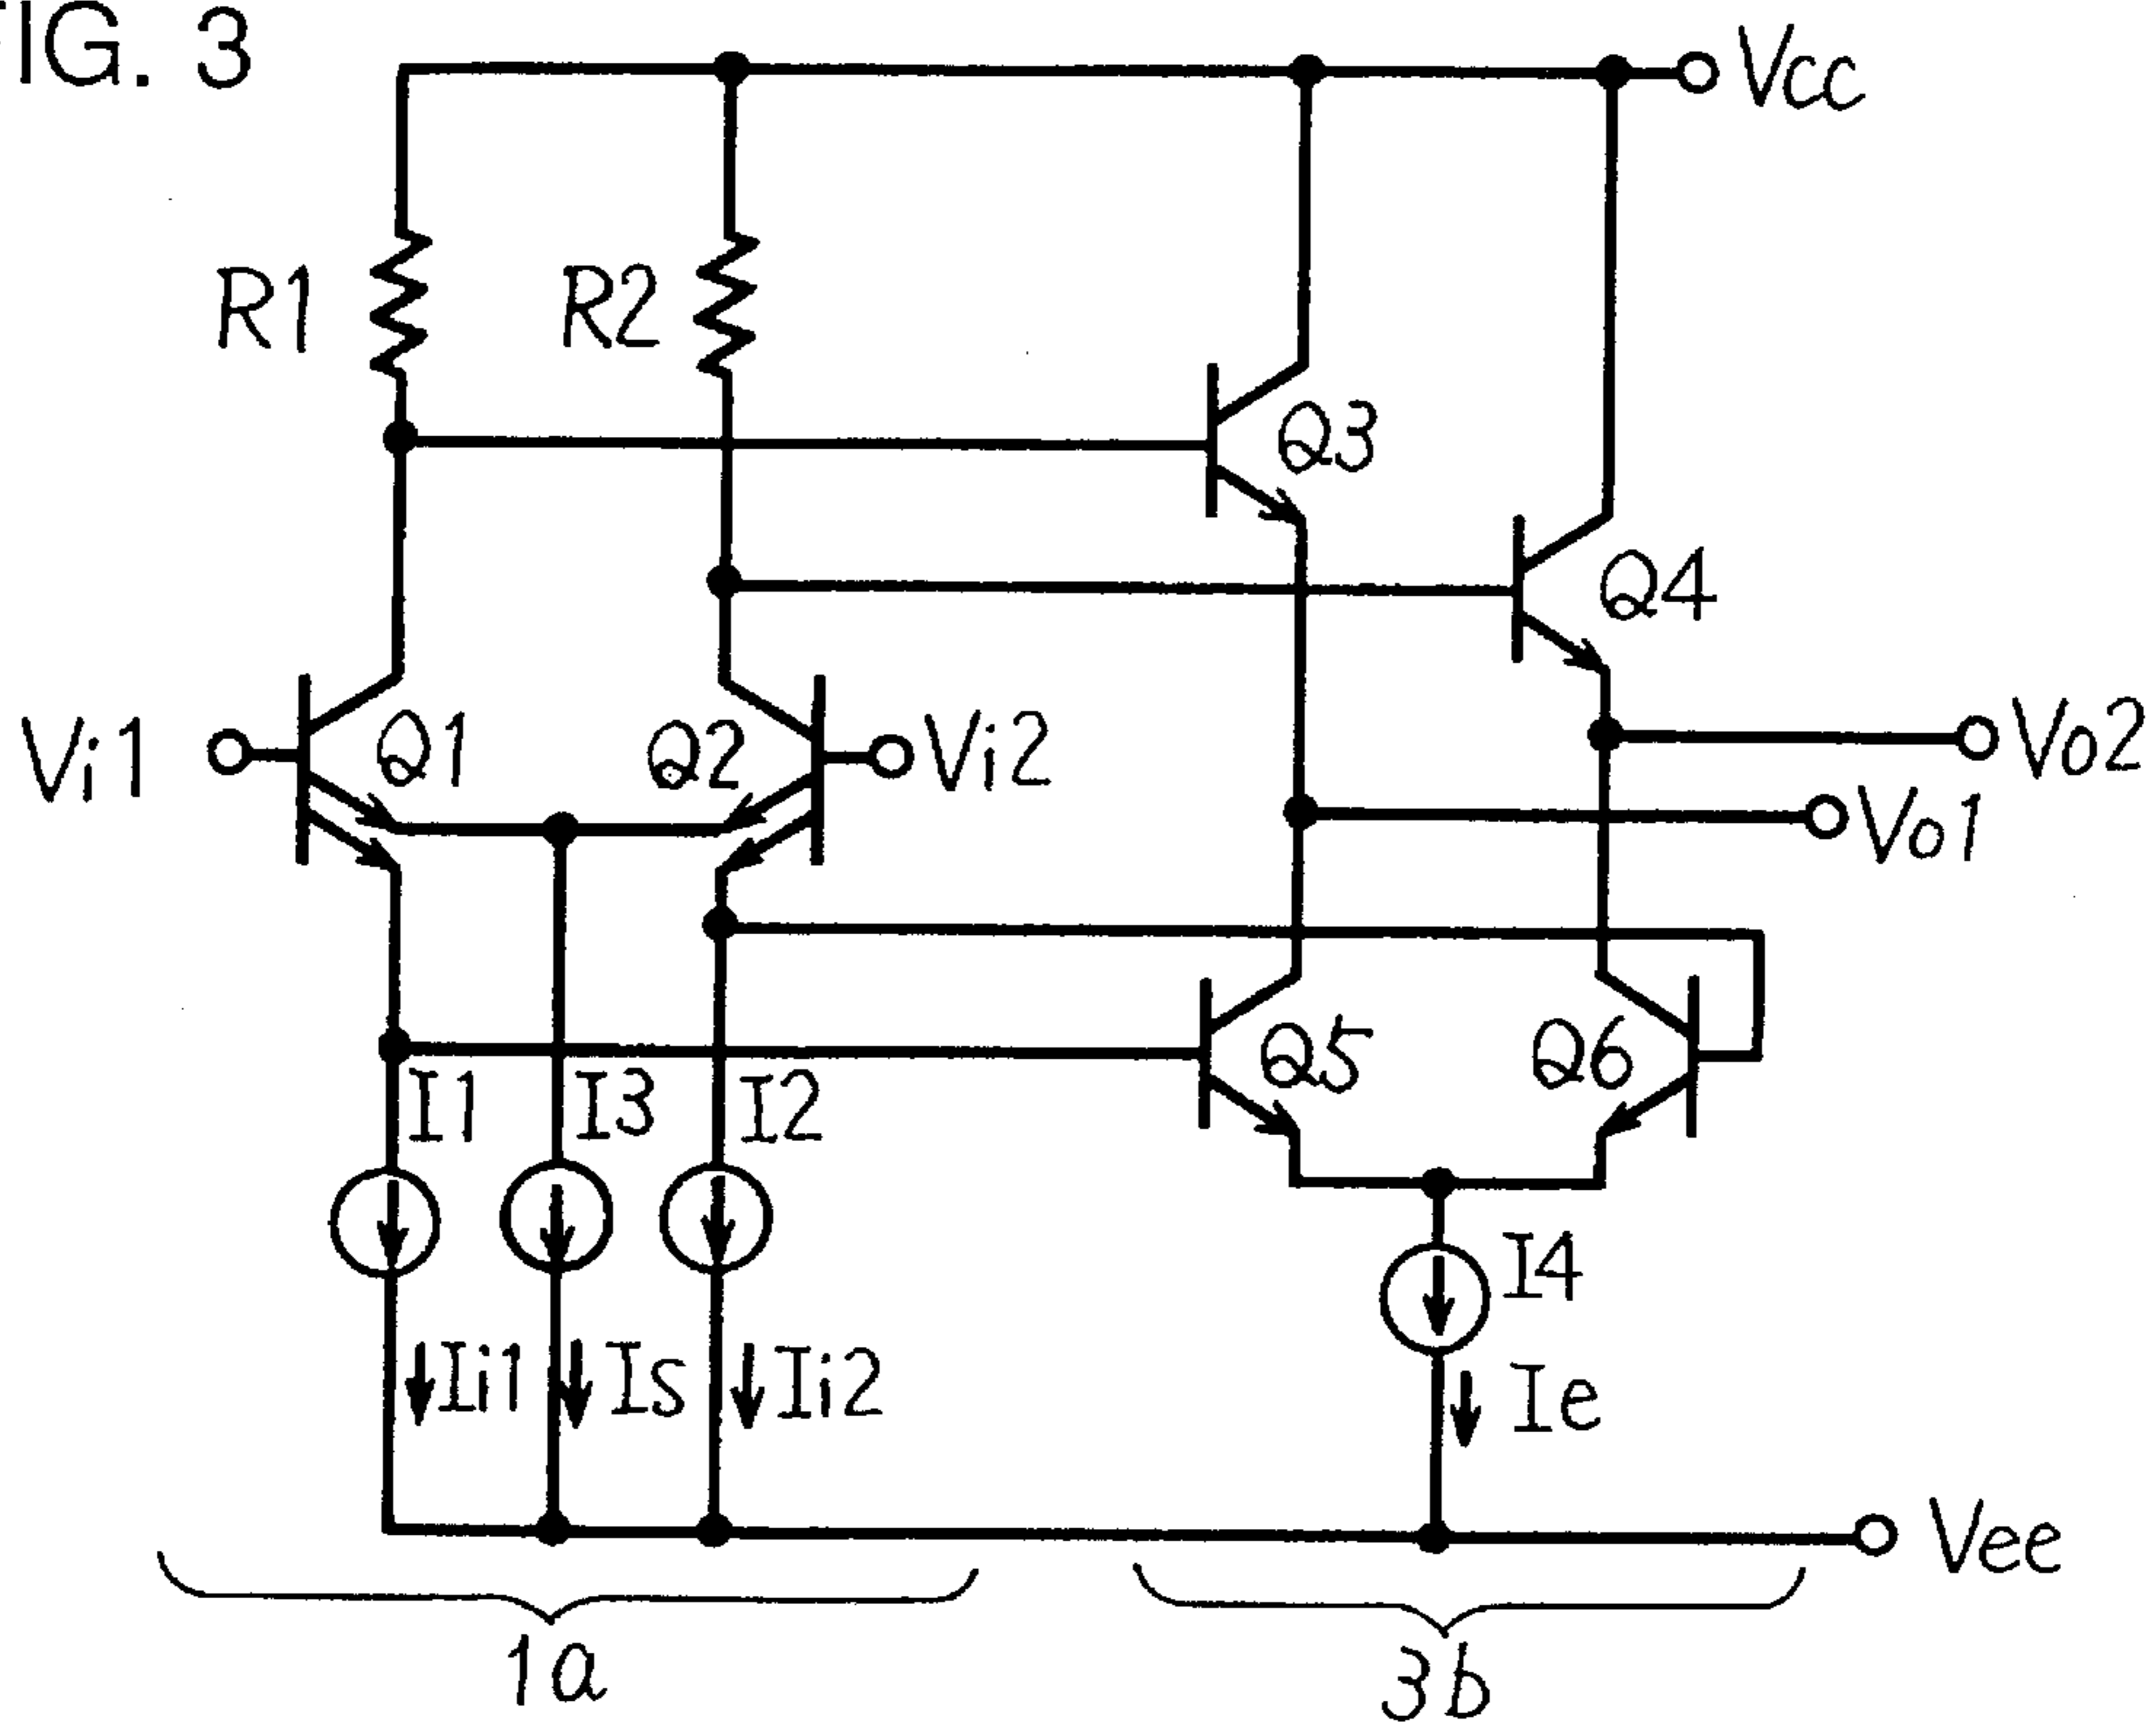 FIG. 3
Vcc
R1
R2
Q3
Q4
Vi1
Q1
Q2
Vi2
Vo2
Vo1
Q5
Q6
I1
I3
I2
I4
Ii1
Is
Ii2
Ie
Vee
1a
3b